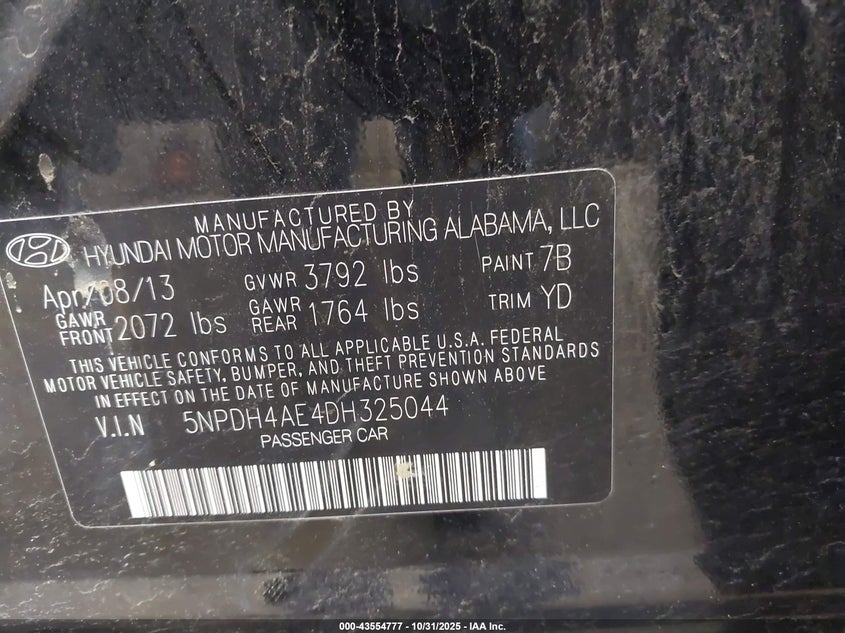 MANUFACTURED BY
HYUNDAI MOTOR MANUFACTURING ALABAMA, LLC
Apr/08/13 GVWR 3792 lbs PAINT 7B
GAWR FRONT 2072 lbs GAWR REAR 1764 lbs TRIM YD
THIS VEHICLE CONFORMS TO ALL APPLICABLE U.S.A. FEDERAL
MOTOR VEHICLE SAFETY, BUMPER, AND THEFT PREVENTION STANDARDS
IN EFFECT ON THE DATE OF MANUFACTURE SHOWN ABOVE
V.I.N 5NPDH4AE4DH325044
PASSENGER CAR
000-43554777 - 10/31/2025 - IAA Inc.